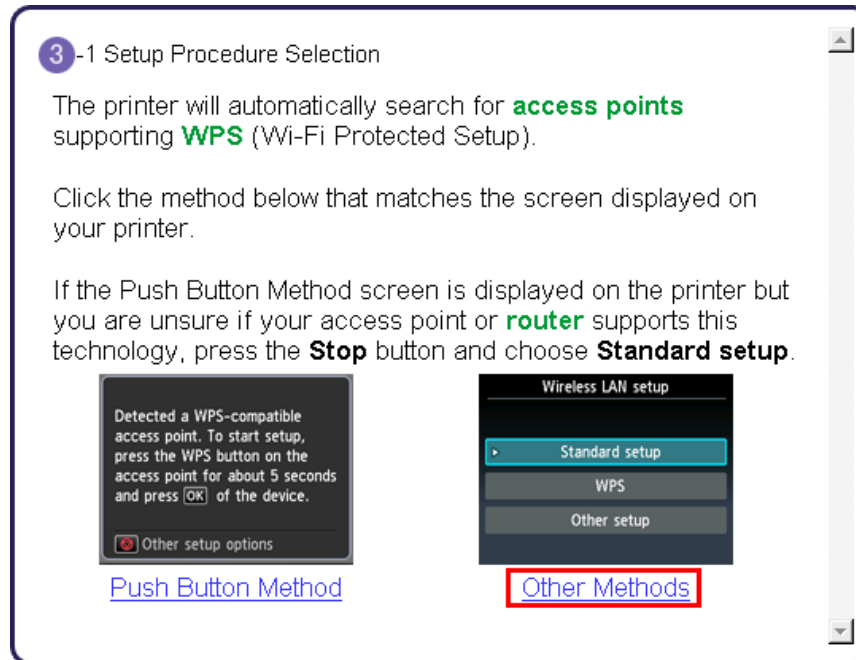 3-1 Setup Procedure Selection
The printer will automatically search for access points
supporting WPS (Wi-Fi Protected Setup).
Click the method below that matches the screen displayed on
your printer.
If the Push Button Method screen is displayed on the printer but
you are unsure if your access point or router supports this
technology, press the Stop button and choose Standard setup.
Detected a WPS-compatible
access point. To start setup,
press the WPS button on the
access point for about 5 seconds
and press OK of the device.
Other setup options
Push Button Method
Wireless LAN setup
Standard setup
WPS
Other setup
Other Methods